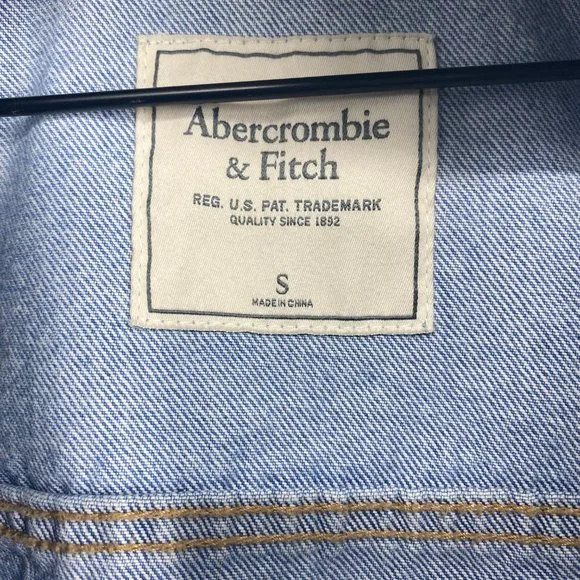 Abercrombie
& Fitch
REG. U.S. PAT. TRADEMARK
QUALITY SINCE 1892
S
MADE IN CHINA